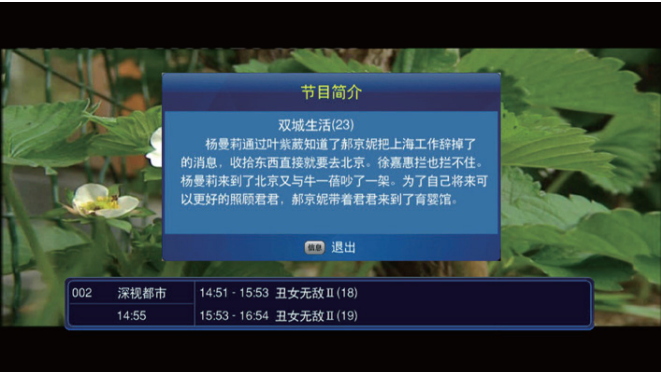 节目简介
双城生活(23)
杨曼莉通过叶紫葳知道了郝京妮把上海工作辞掉了
的消息，收拾东西直接就要去北京。徐嘉惠拦也拦不住。
杨曼莉来到了北京又与牛一蓓吵了一架。为了自己将来可
以更好的照顾君君，郝京妮带着君君来到了育婴馆。
信息 退出
002 深视都市 14:51 - 15:53 丑女无敌Ⅱ(18)
14:55 15:53 - 16:54 丑女无敌Ⅱ(19)